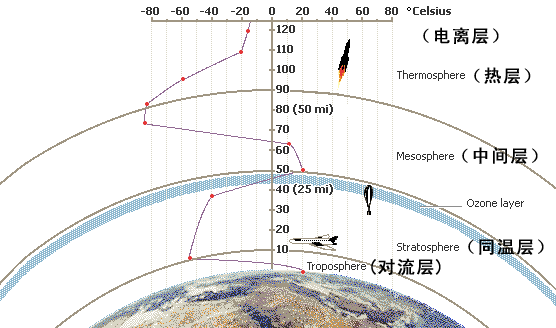 -80 -60 -40 -20 0 20 40 60 80 °Celsius
120
(电离层)
110
100
Thermosphere (热层)
90
80 (50 mi)
70
60
Mesosphere (中间层)
50
40 (25 mi)
Ozone layer
30
20
Stratosphere (同温层)
10
Troposphere (对流层)